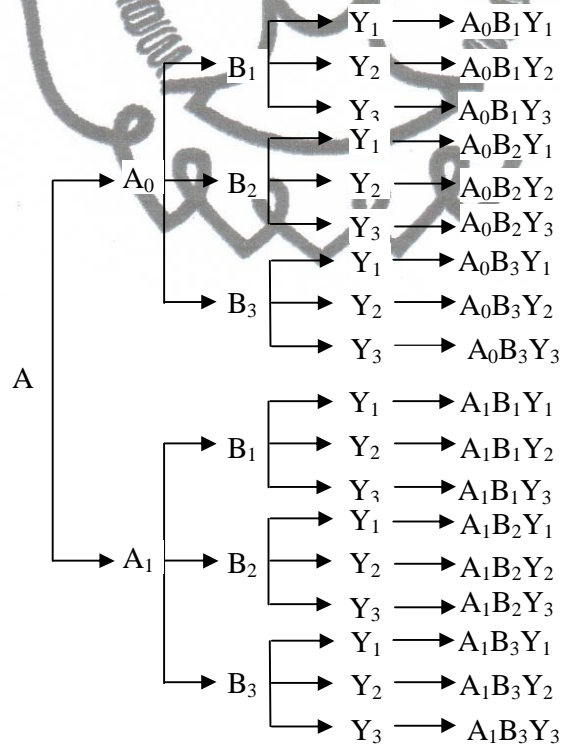 Y₁ A₀B₁Y₁
B₁ Y₂ A₀B₁Y₂
Y₃ A₀B₁Y₃
Y₁ A₀B₂Y₁
A₀ B₂ Y₂ A₀B₂Y₂
Y₃ A₀B₂Y₃
Y₁ A₀B₃Y₁
B₃ Y₂ A₀B₃Y₂
Y₃ A₀B₃Y₃
A
Y₁ A₁B₁Y₁
B₁ Y₂ A₁B₁Y₂
Y₃ A₁B₁Y₃
Y₁ A₁B₂Y₁
A₁ B₂ Y₂ A₁B₂Y₂
Y₃ A₁B₂Y₃
Y₁ A₁B₃Y₁
B₃ Y₂ A₁B₃Y₂
Y₃ A₁B₃Y₃